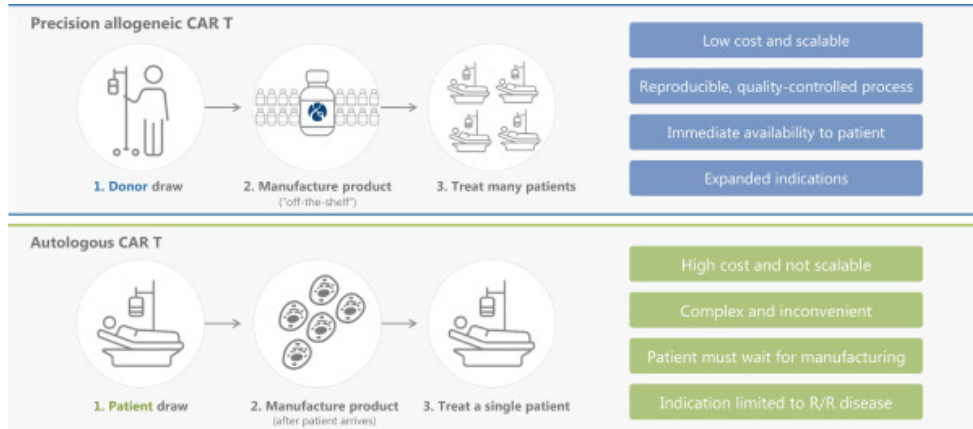 Precision allogeneic CAR T
1. Donor draw
2. Manufacture product
("off-the-shelf")
3. Treat many patients
Low cost and scalable
Reproducible, quality-controlled process
Immediate availability to patient
Expanded indications
Autologous CAR T
1. Patient draw
2. Manufacture product
(after patient arrives)
3. Treat a single patient
High cost and not scalable
Complex and inconvenient
Patient must wait for manufacturing
Indication limited to R/R disease